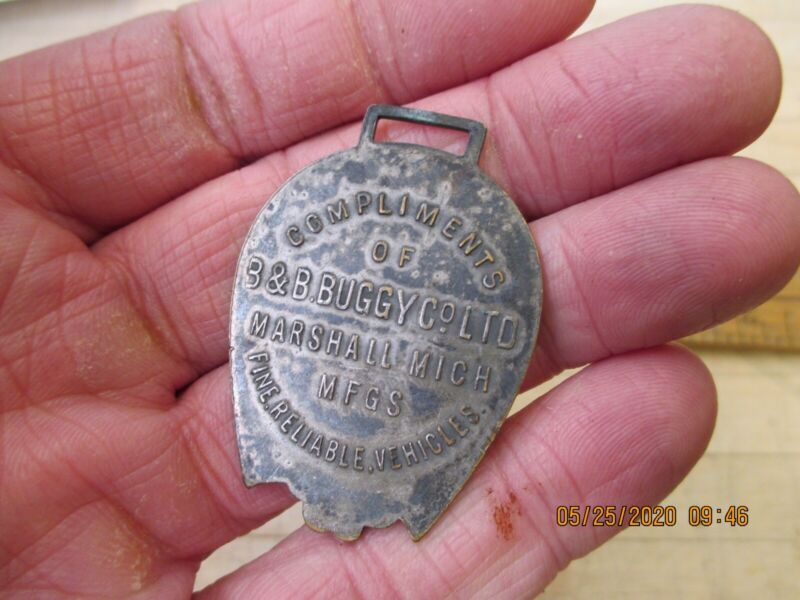 COMPLIMENTS
OF
B & B. BUGGY Cº LTD
MARSHALL MICH
MFGS
FINE, RELIABLE, VEHICLES.
05/25/2020 09:46